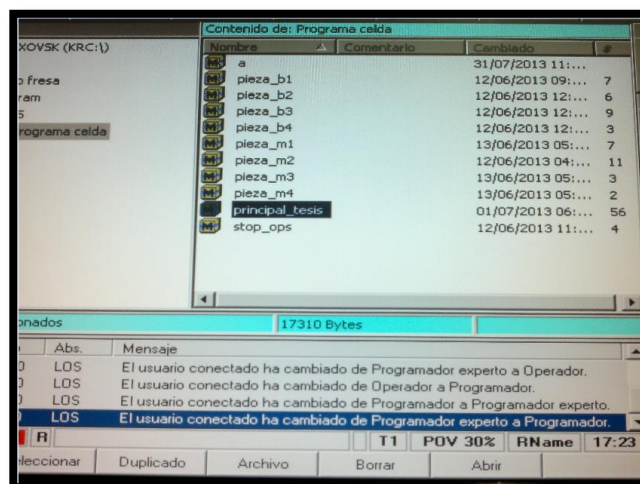 Contenido de: Programa celda
XOVSK (KRC:\)
Nombre Comentario Cambiado #
a 31/07/2013 11:...
fresa
pieza_b1 12/06/2013 09:... 7
ram
pieza_b2 12/06/2013 12:... 6
pieza_b3 12/06/2013 12:... 9
rograma celda
pieza_b4 12/06/2013 12:... 3
pieza_m1 13/06/2013 05:... 7
pieza_m2 12/06/2013 04:... 11
pieza_m3 13/06/2013 05:... 3
pieza_m4 13/06/2013 05:... 2
principal_tesis 01/07/2013 06:... 56
stop_ops 12/06/2013 11:... 4
onados 17310 Bytes
Abs. Mensaje
LOS El usuario conectado ha cambiado de Programador experto a Operador.
LOS El usuario conectado ha cambiado de Operador a Programador.
LOS El usuario conectado ha cambiado de Programador a Programador experto.
LOS El usuario conectado ha cambiado de Programador experto a Programador.
R T1 POV 30% RName 17:23
eleccionar Duplicado Archivo Borrar Abrir